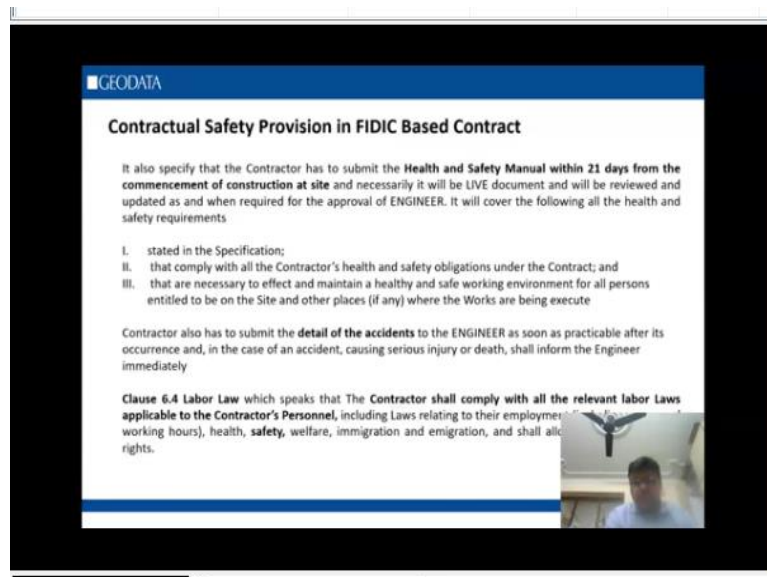 GEODATA
Contractual Safety Provision in FIDIC Based Contract
It also specify that the Contractor has to submit the Health and Safety Manual within 21 days from the
commencement of construction at site and necessarily it will be LIVE document and will be reviewed and
updated as and when required for the approval of ENGINEER. It will cover the following all the health and
safety requirements
I. stated in the Specification;
II. that comply with all the Contractor's health and safety obligations under the Contract; and
III. that are necessary to effect and maintain a healthy and safe working environment for all persons
entitled to be on the Site and other places (if any) where the Works are being execute
Contractor also has to submit the detail of the accidents to the ENGINEER as soon as practicable after its
occurrence and, in the case of an accident, causing serious injury or death, shall inform the Engineer
immediately
Clause 6.4 Labor Law which speaks that The Contractor shall comply with all the relevant labor Laws
applicable to the Contractor's Personnel, including Laws relating to their
working hours), health, safety, welfare, immigration and emigration, and shall
rights.